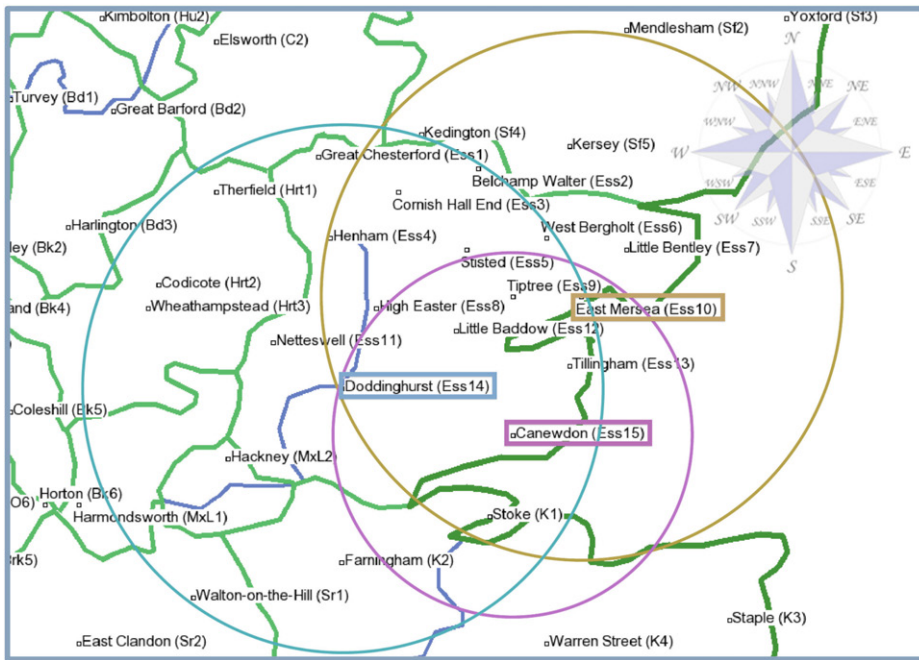 Kimbolton (Hu2)
Yoxford (Sf3)
Mendlesham (Sf2)
Elsworth (C2)
N
NNW
NNE
NW
NE
Turvey (Bd1)
Great Barford (Bd2)
WNW
ENE
Kedington (Sf4)
Kersey (Sf5)
W
E
Great Chesterford (Ess1)
Belchamp Walter (Ess2)
WSW
ESE
Therfield (Hrt1)
Cornish Hall End (Ess3)
SW
SE
SSW
SSE
Harlington (Bd3)
Henham (Ess4)
West Bergholt (Ess6)
ley (Bk2)
Little Bentley (Ess7)
Stisted (Ess5)
S
Codicote (Hrt2)
Tiptree (Ess9)
and (Bk4)
Wheathampstead (Hrt3)
High Easter (Ess8)
East Mersea (Ess10)
Little Baddow (Ess12)
Netteswell (Ess11)
Tillingham (Ess13)
Doddinghurst (Ess14)
Coleshill (Bk5)
Canewdon (Ess15)
Hackney (MxL2)
Horton (Bk6)
O6)
Harmondsworth (MxL1)
Stoke (K1)
rk5)
Farningham (K2)
Walton-on-the-Hill (Sr1)
Staple (K3)
East Clandon (Sr2)
Warren Street (K4)